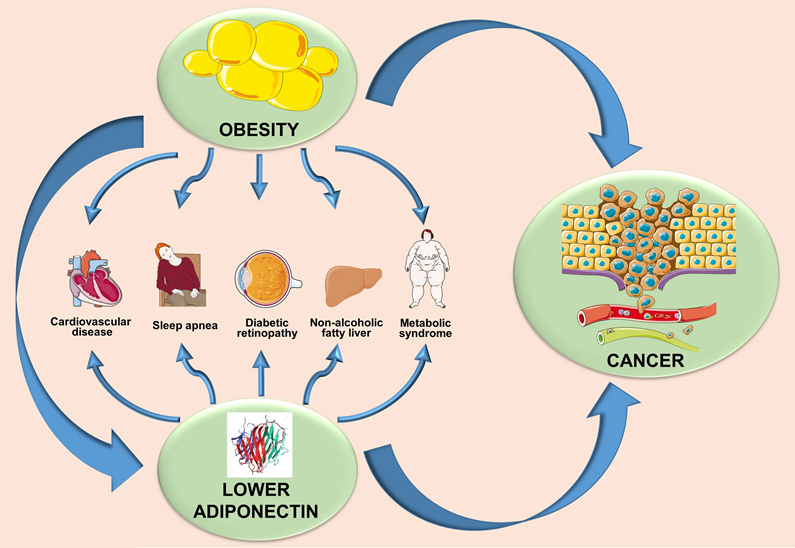 OBESITY
Cardiovascular
disease
Sleep apnea
Diabetic
retinopathy
Non-alcoholic
fatty liver
Metabolic
syndrome
CANCER
LOWER
ADIPONECTIN